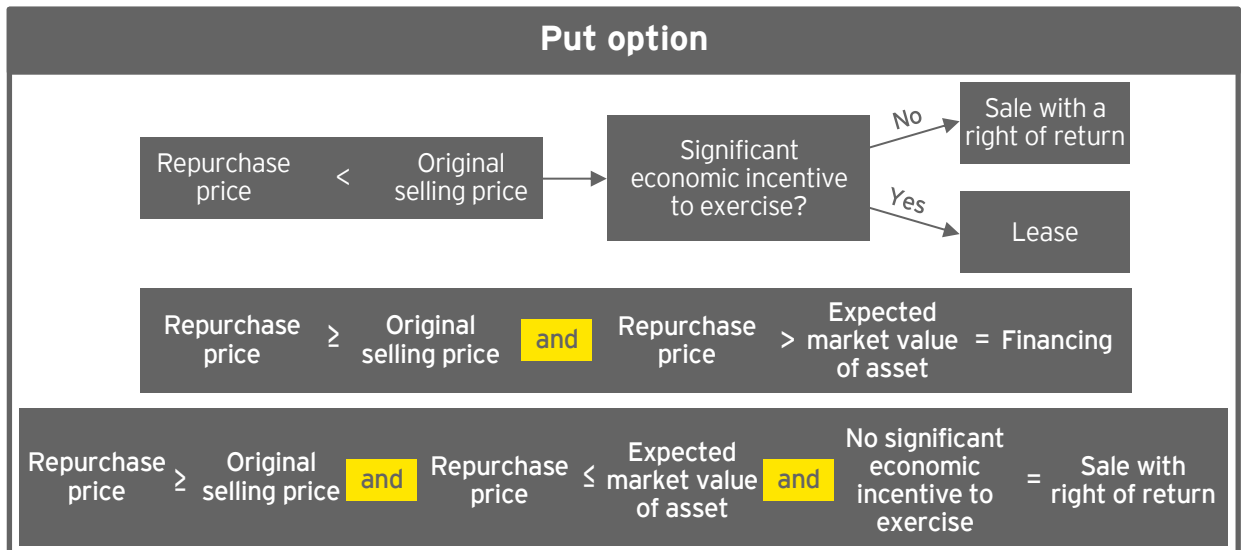 Put option
Repurchase
price
<
Original
selling price
Significant
economic incentive
to exercise?
No
Sale with a
right of return
Yes
Lease
Repurchase
price
≥
Original
selling price
and
Repurchase
price
>
Expected
market value
of asset
=
Financing
Repurchase
price
≥
Original
selling price
and
Repurchase
price
≤
Expected
market value
of asset
and
No significant
economic
incentive to
exercise
=
Sale with
right of return